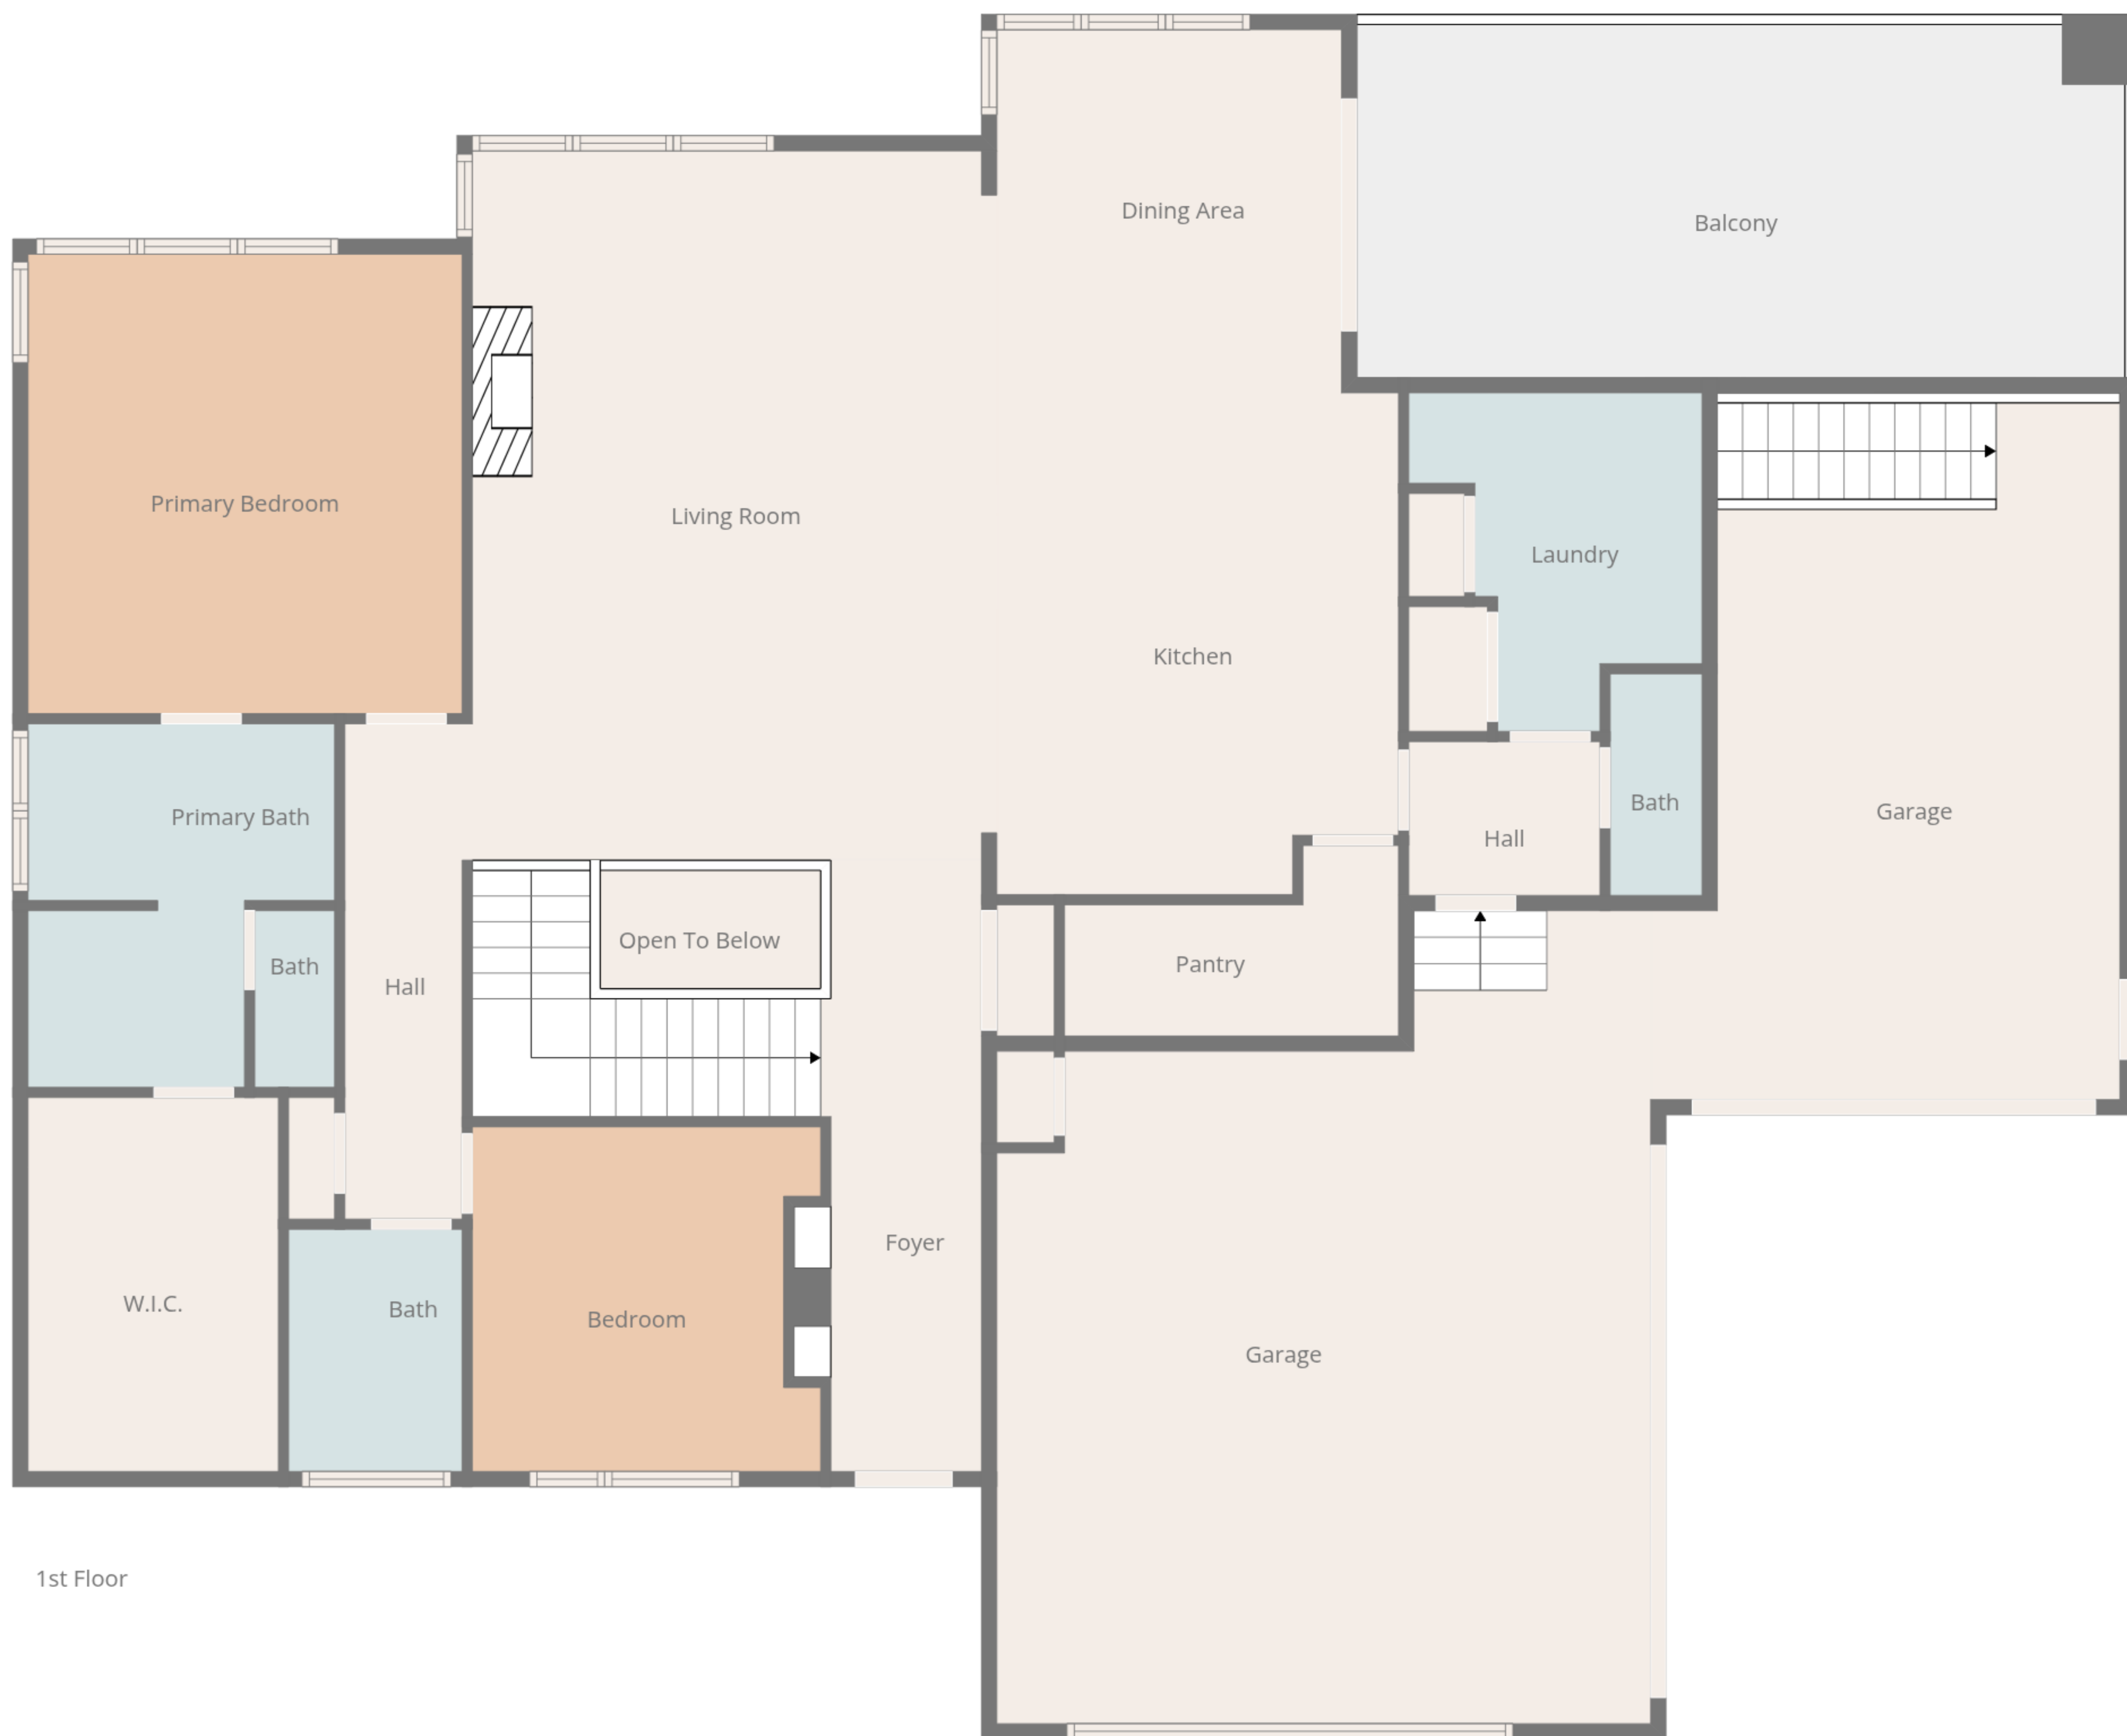 Dining Area
Balcony
Primary Bedroom
Living Room
Laundry
Kitchen
Primary Bath
Bath
Garage
Hall
Open To Below
Bath
Pantry
Hall
Foyer
W.I.C.
Bath
Bedroom
Garage
1st Floor